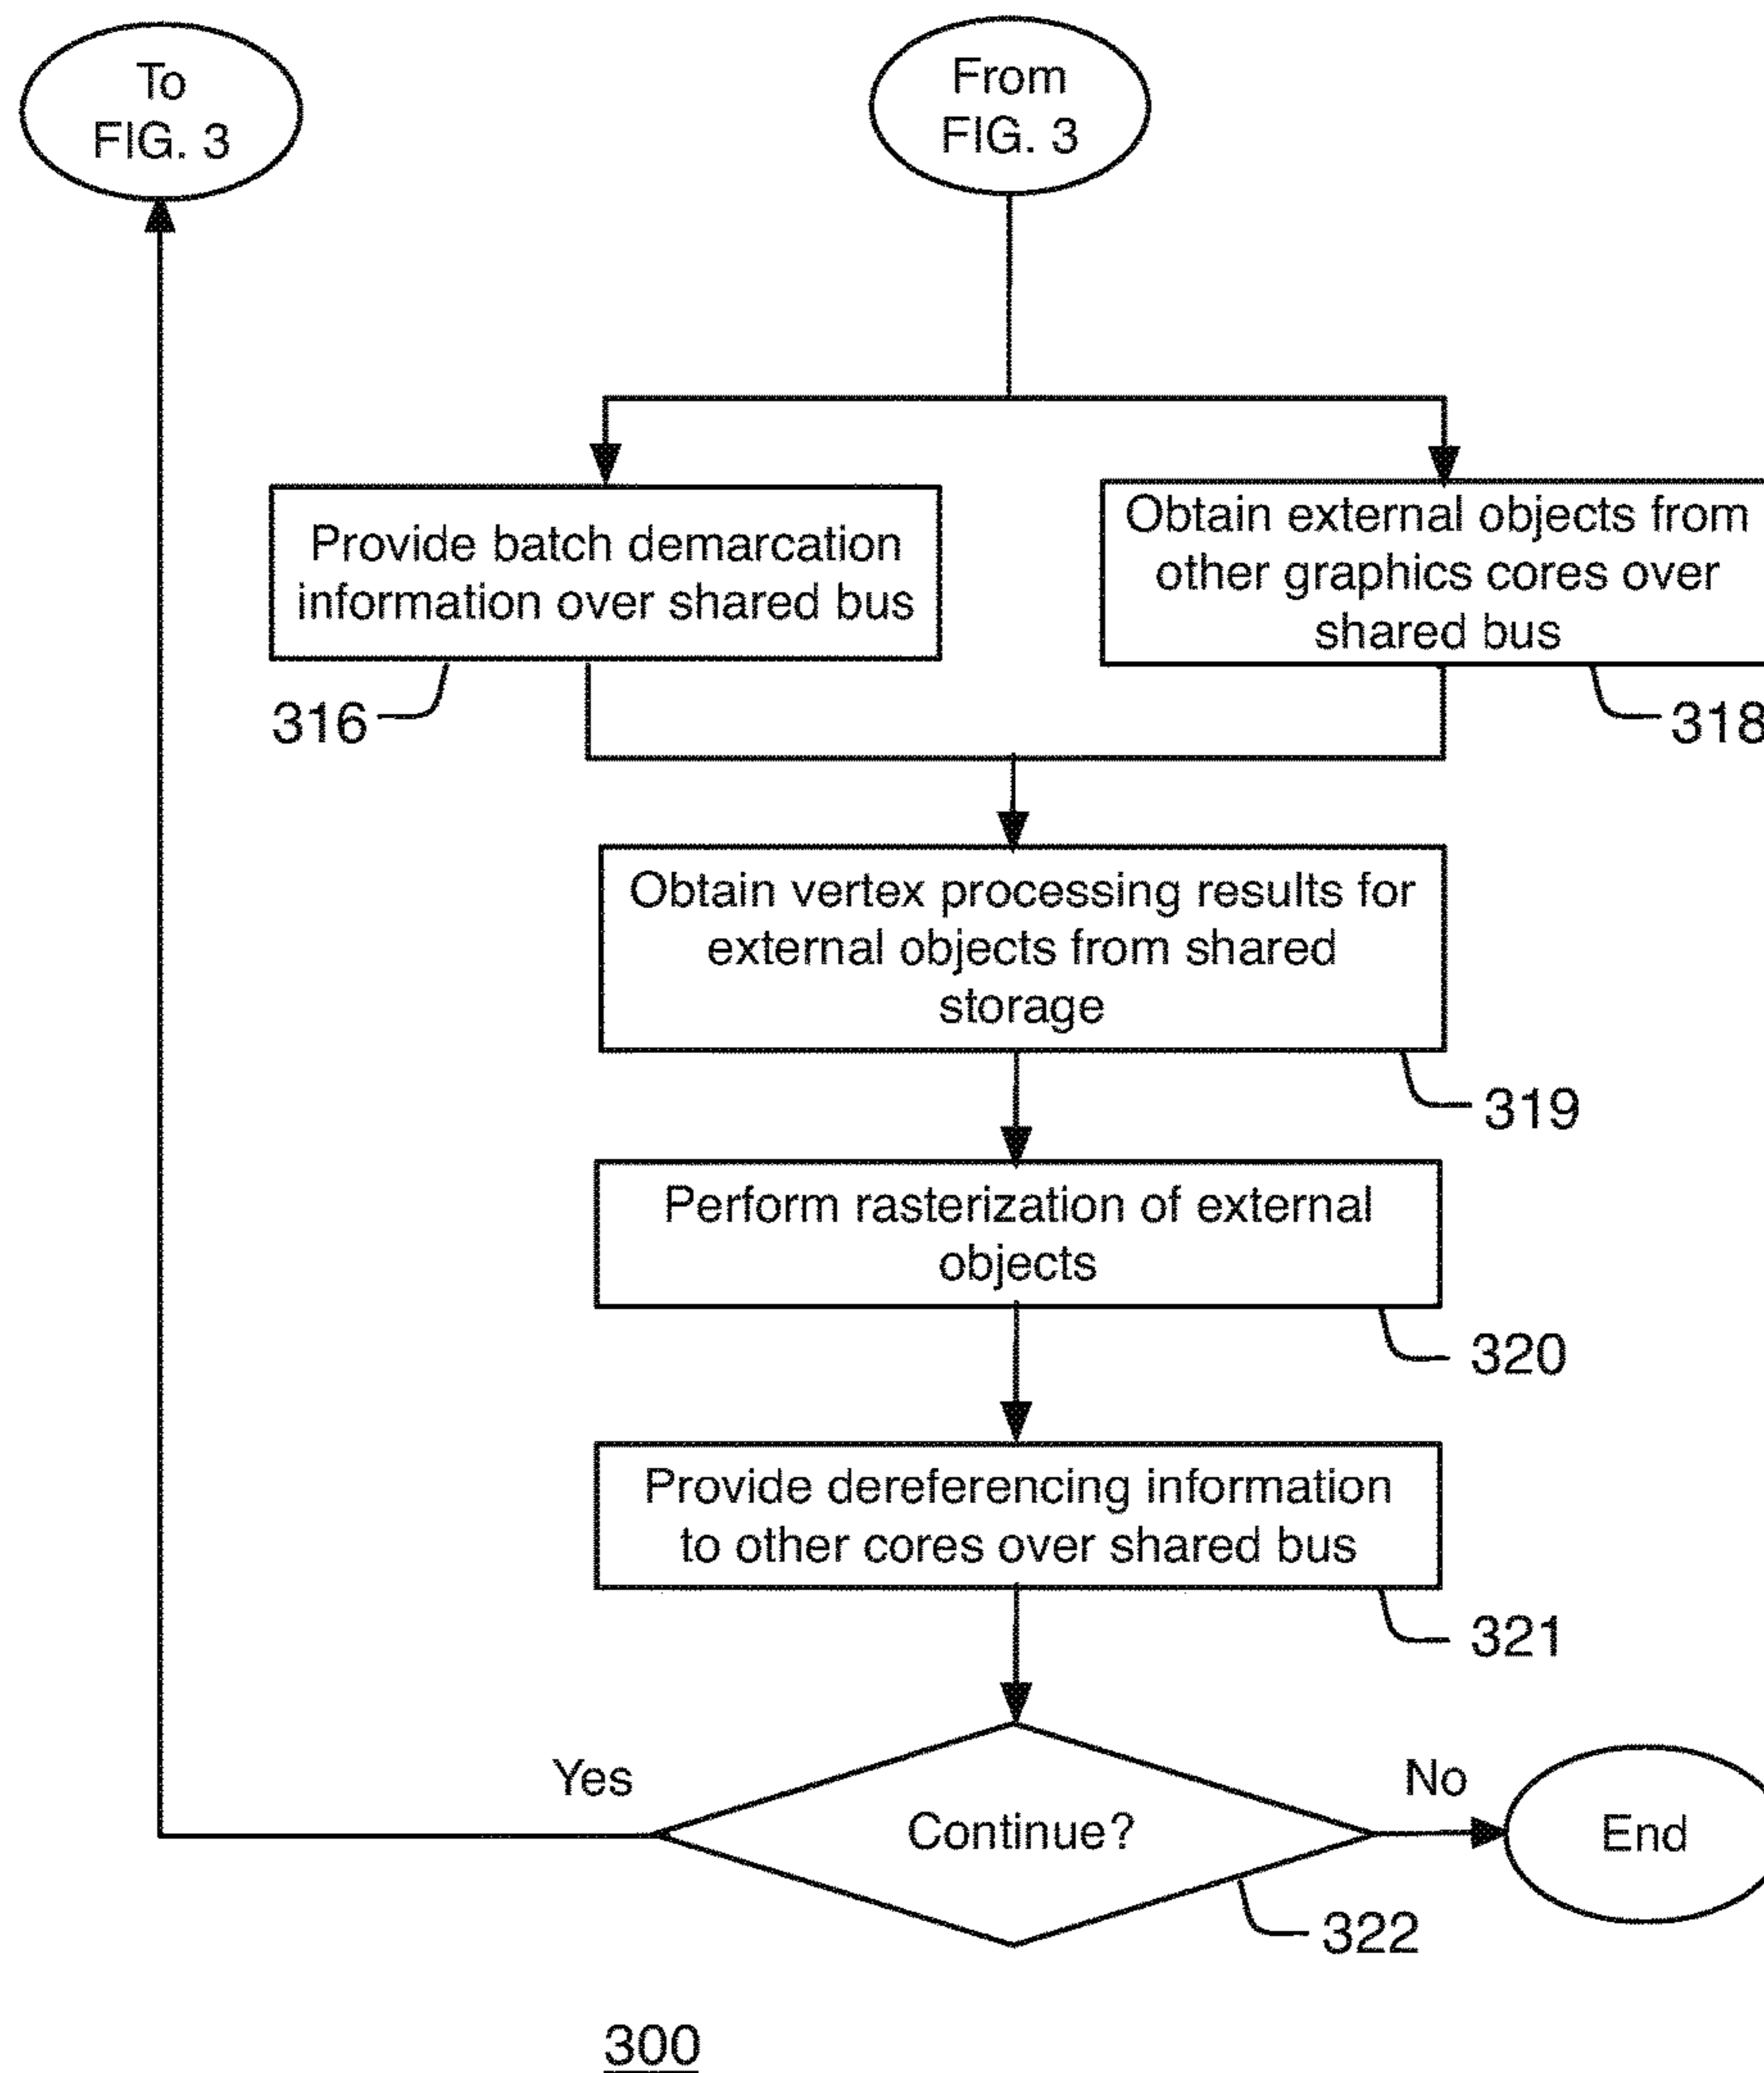 To
FIG. 3
From
FIG. 3
Provide batch demarcation
information over shared bus
316
Obtain external objects from
other graphics cores over
shared bus
318
Obtain vertex processing results for
external objects from shared
storage
319
Perform rasterization of external
objects
320
Provide dereferencing information
to other cores over shared bus
321
Yes
Continue?
No
End
322
300